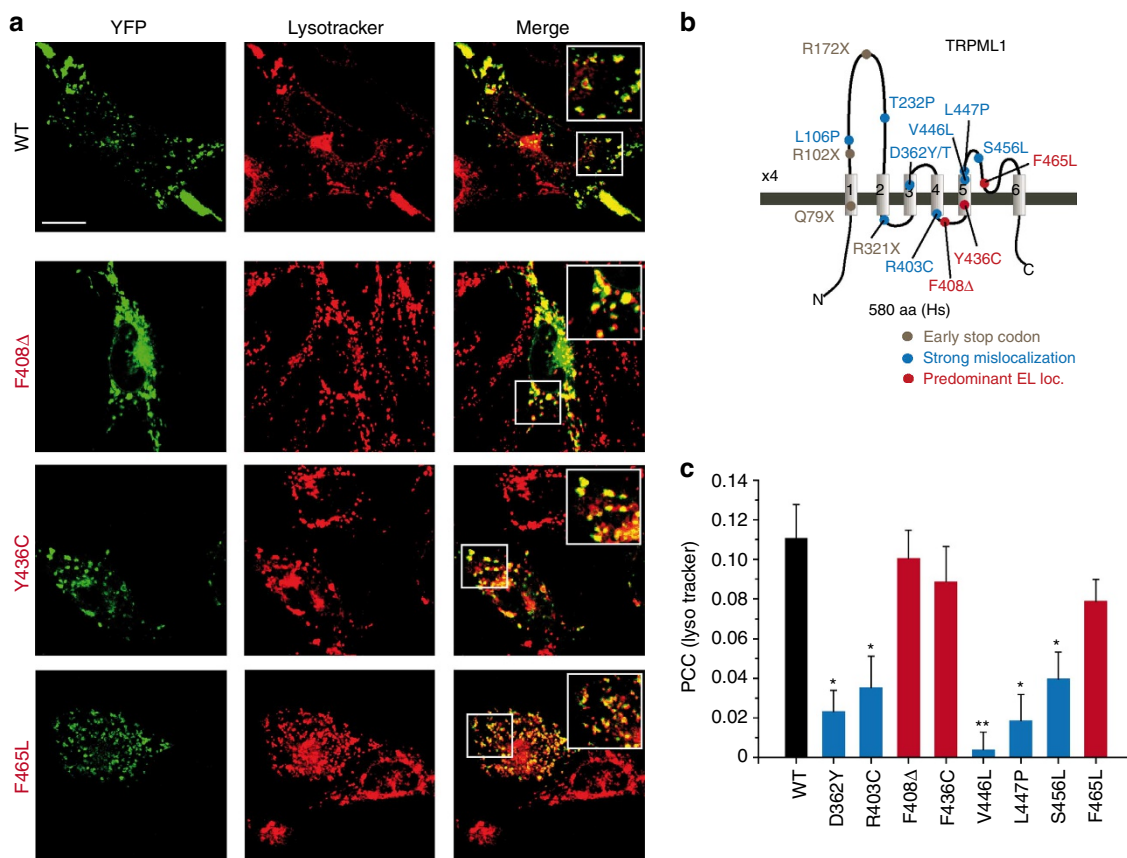 a
YFP
Lysotracker
Merge
WT
F408Δ
Y436C
F465L
b
TRPML1
R172X
T232P
L447P
V446L
L106P
S456L
R102X
D362Y/T
F465L
x4
1
2
3
4
5
6
Q79X
R321X
R403C
Y436C
F408Δ
N
C
580 aa (Hs)
Early stop codon
Strong mislocalization
Predominant EL loc.
c
PCC (lyso tracker)
0.14
0.12
0.10
0.08
0.06
0.04
0.02
0
*
*
**
*
*
WT
D362Y
R403C
F408Δ
F436C
V446L
L447P
S456L
F465L